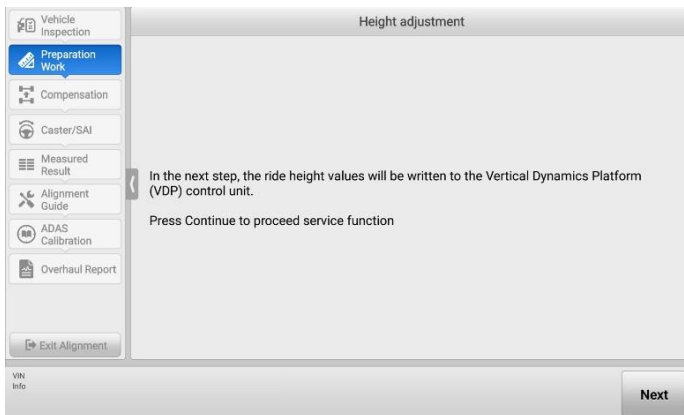 Vehicle
Inspection
Preparation
Work
Compensation
Caster/SAI
Measured
Result
Alignment
Guide
ADAS
Calibration
Overhaul Report
Exit Alignment
Height adjustment
In the next step, the ride height values will be written to the Vertical Dynamics Platform
(VDP) control unit.
Press Continue to proceed service function
VIN
Info
Next